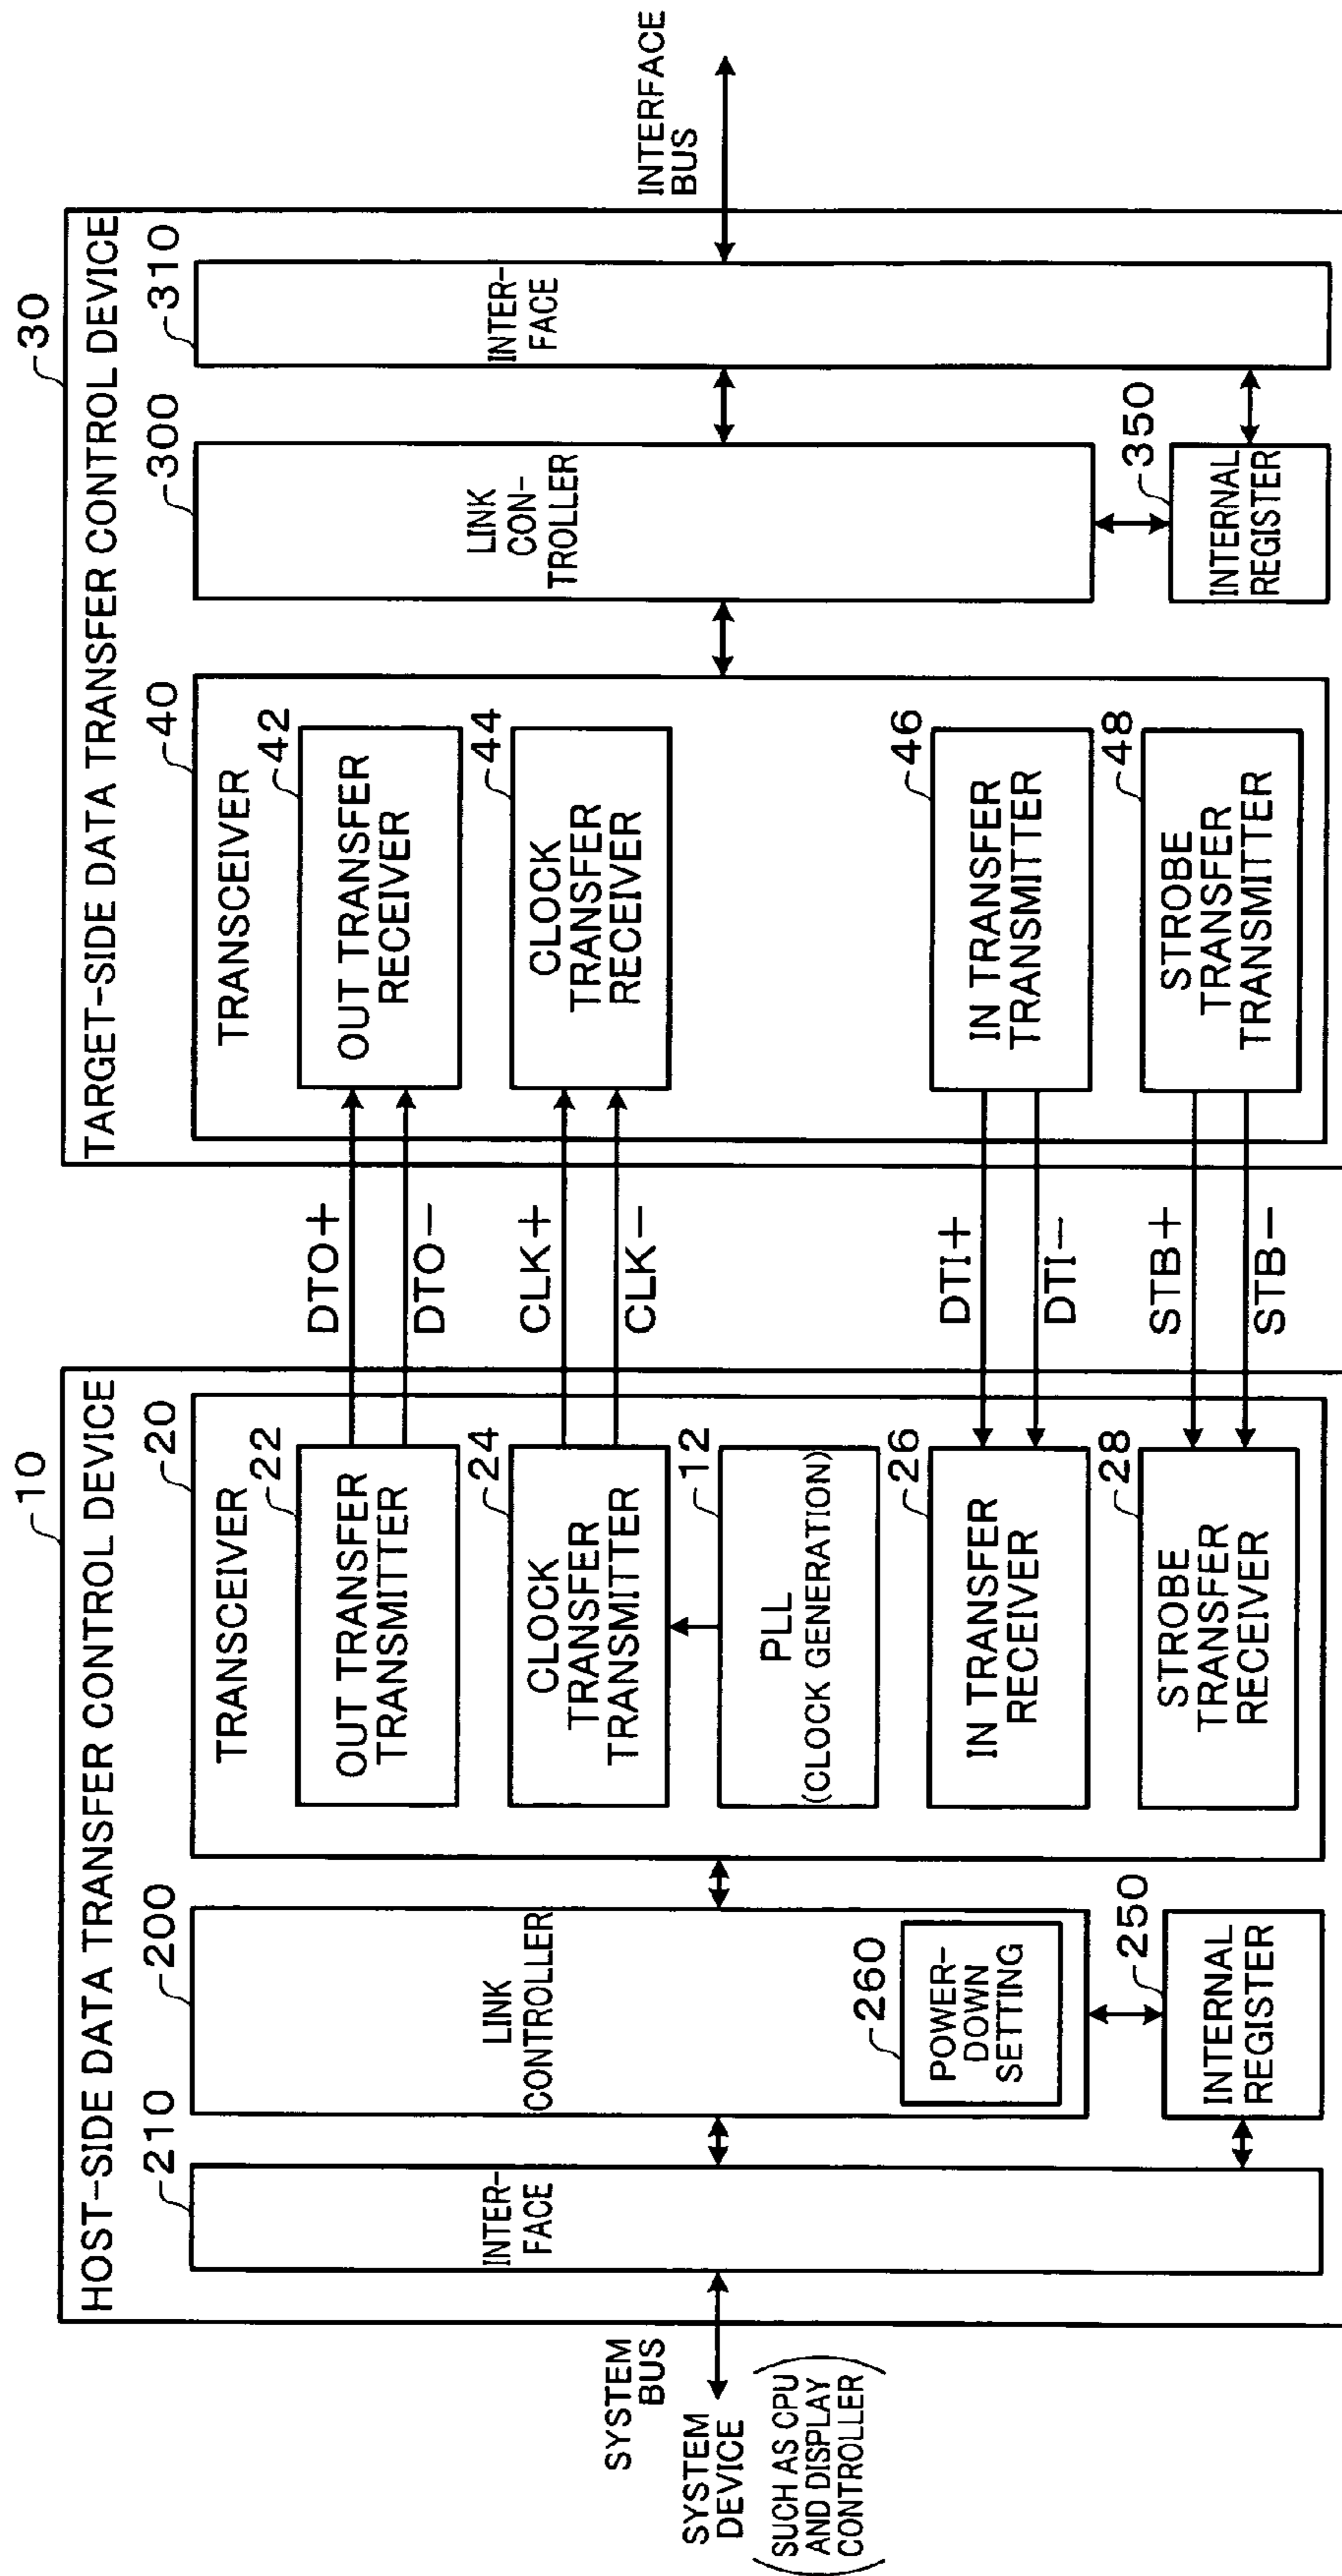 10
HOST-SIDE DATA TRANSFER CONTROL DEVICE
210
INTER-
FACE
200
LINK
CONTROLLER
260
POWER-
DOWN
SETTING
250
INTERNAL
REGISTER
20
TRANSCEIVER
22
OUT TRANSFER
TRANSMITTER
24
CLOCK
TRANSFER
TRANSMITTER
12
PLL
(CLOCK GENERATION)
26
IN TRANSFER
RECEIVER
28
STROBE
TRANSFER
RECEIVER
SYSTEM
BUS
SYSTEM
DEVICE
(SUCH AS CPU
AND DISPLAY
CONTROLLER)
DTO+
DTO-
CLK+
CLK-
DTI+
DTI-
STB+
STB-
30
TARGET-SIDE DATA TRANSFER CONTROL DEVICE
40
TRANSCEIVER
42
OUT TRANSFER
RECEIVER
44
CLOCK
TRANSFER
RECEIVER
46
IN TRANSFER
TRANSMITTER
48
STROBE
TRANSFER
TRANSMITTER
300
LINK
CON-
TROLLER
350
INTERNAL
REGISTER
310
INTER-
FACE
INTERFACE
BUS